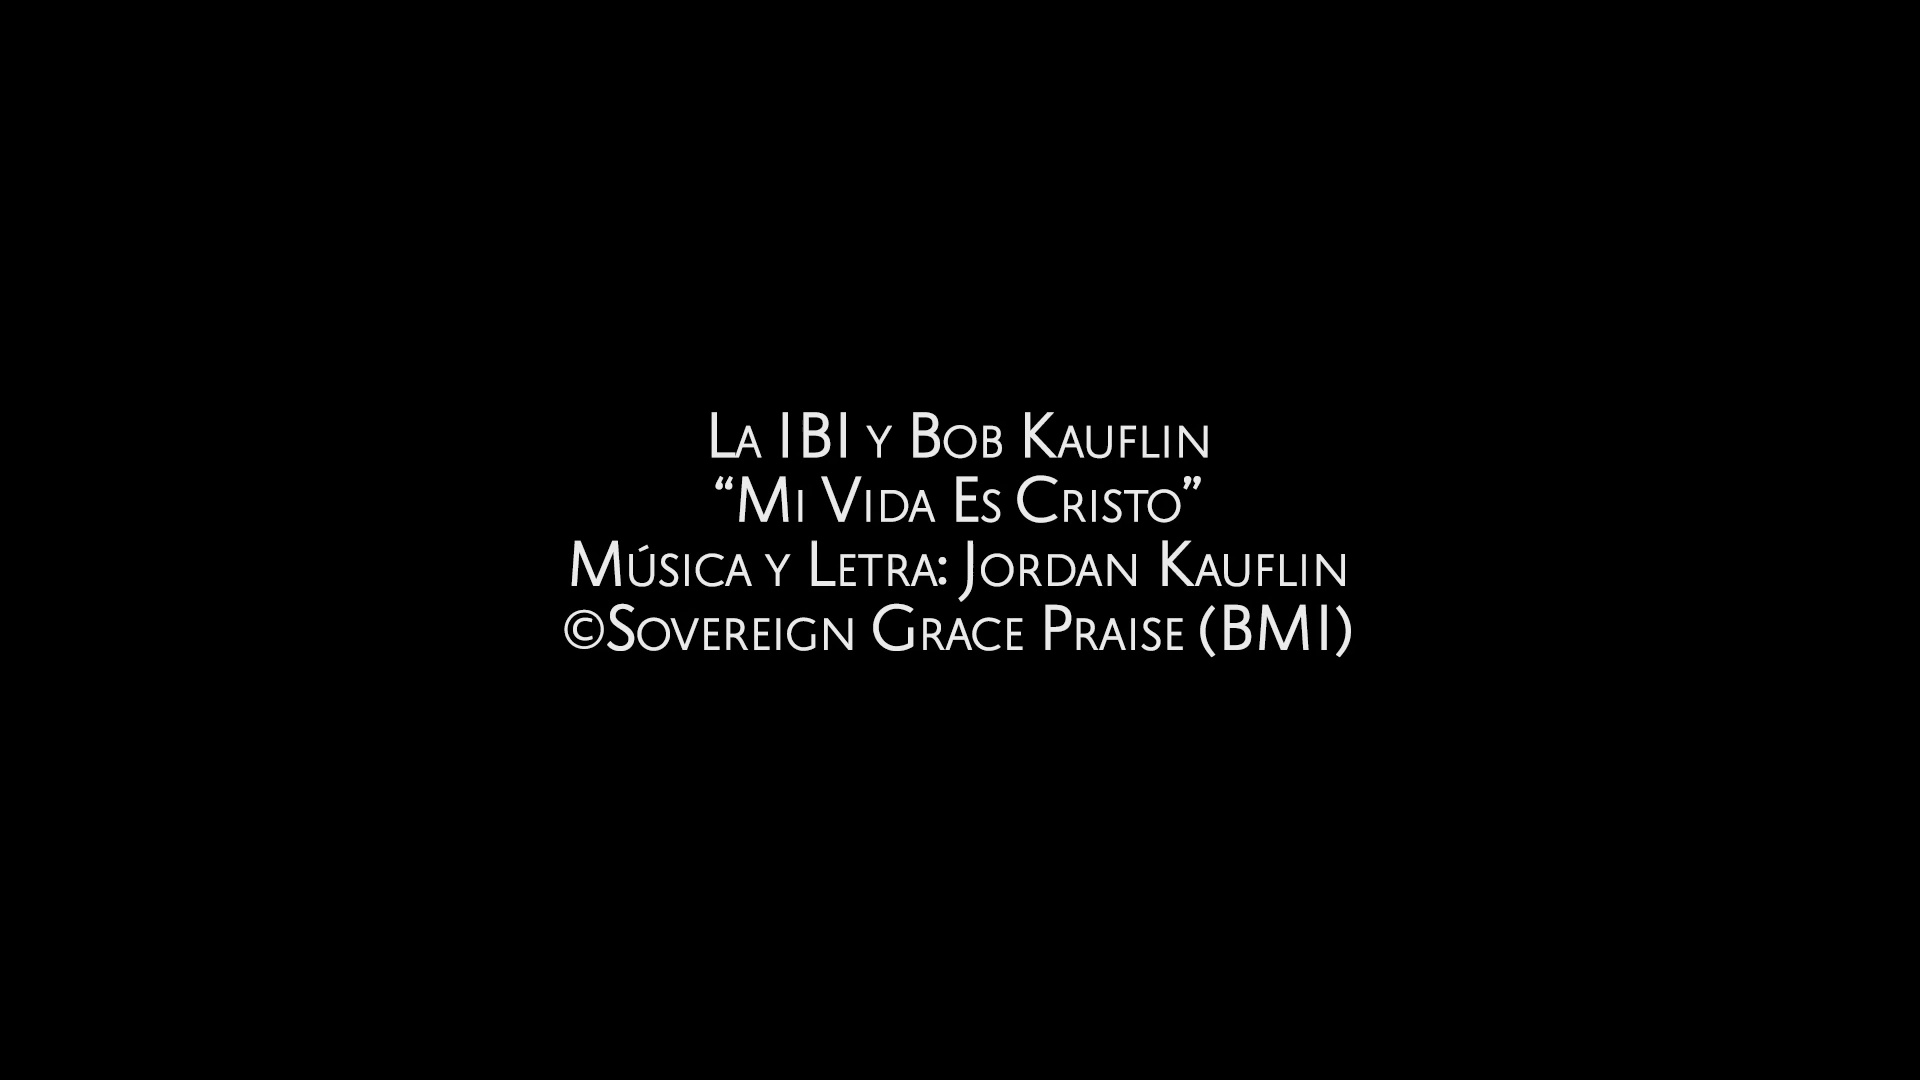 La IBI y Bob Kauflin
“Mi Vida Es Cristo”
Música y Letra: Jordan Kauflin
©Sovereign Grace Praise (BMI)